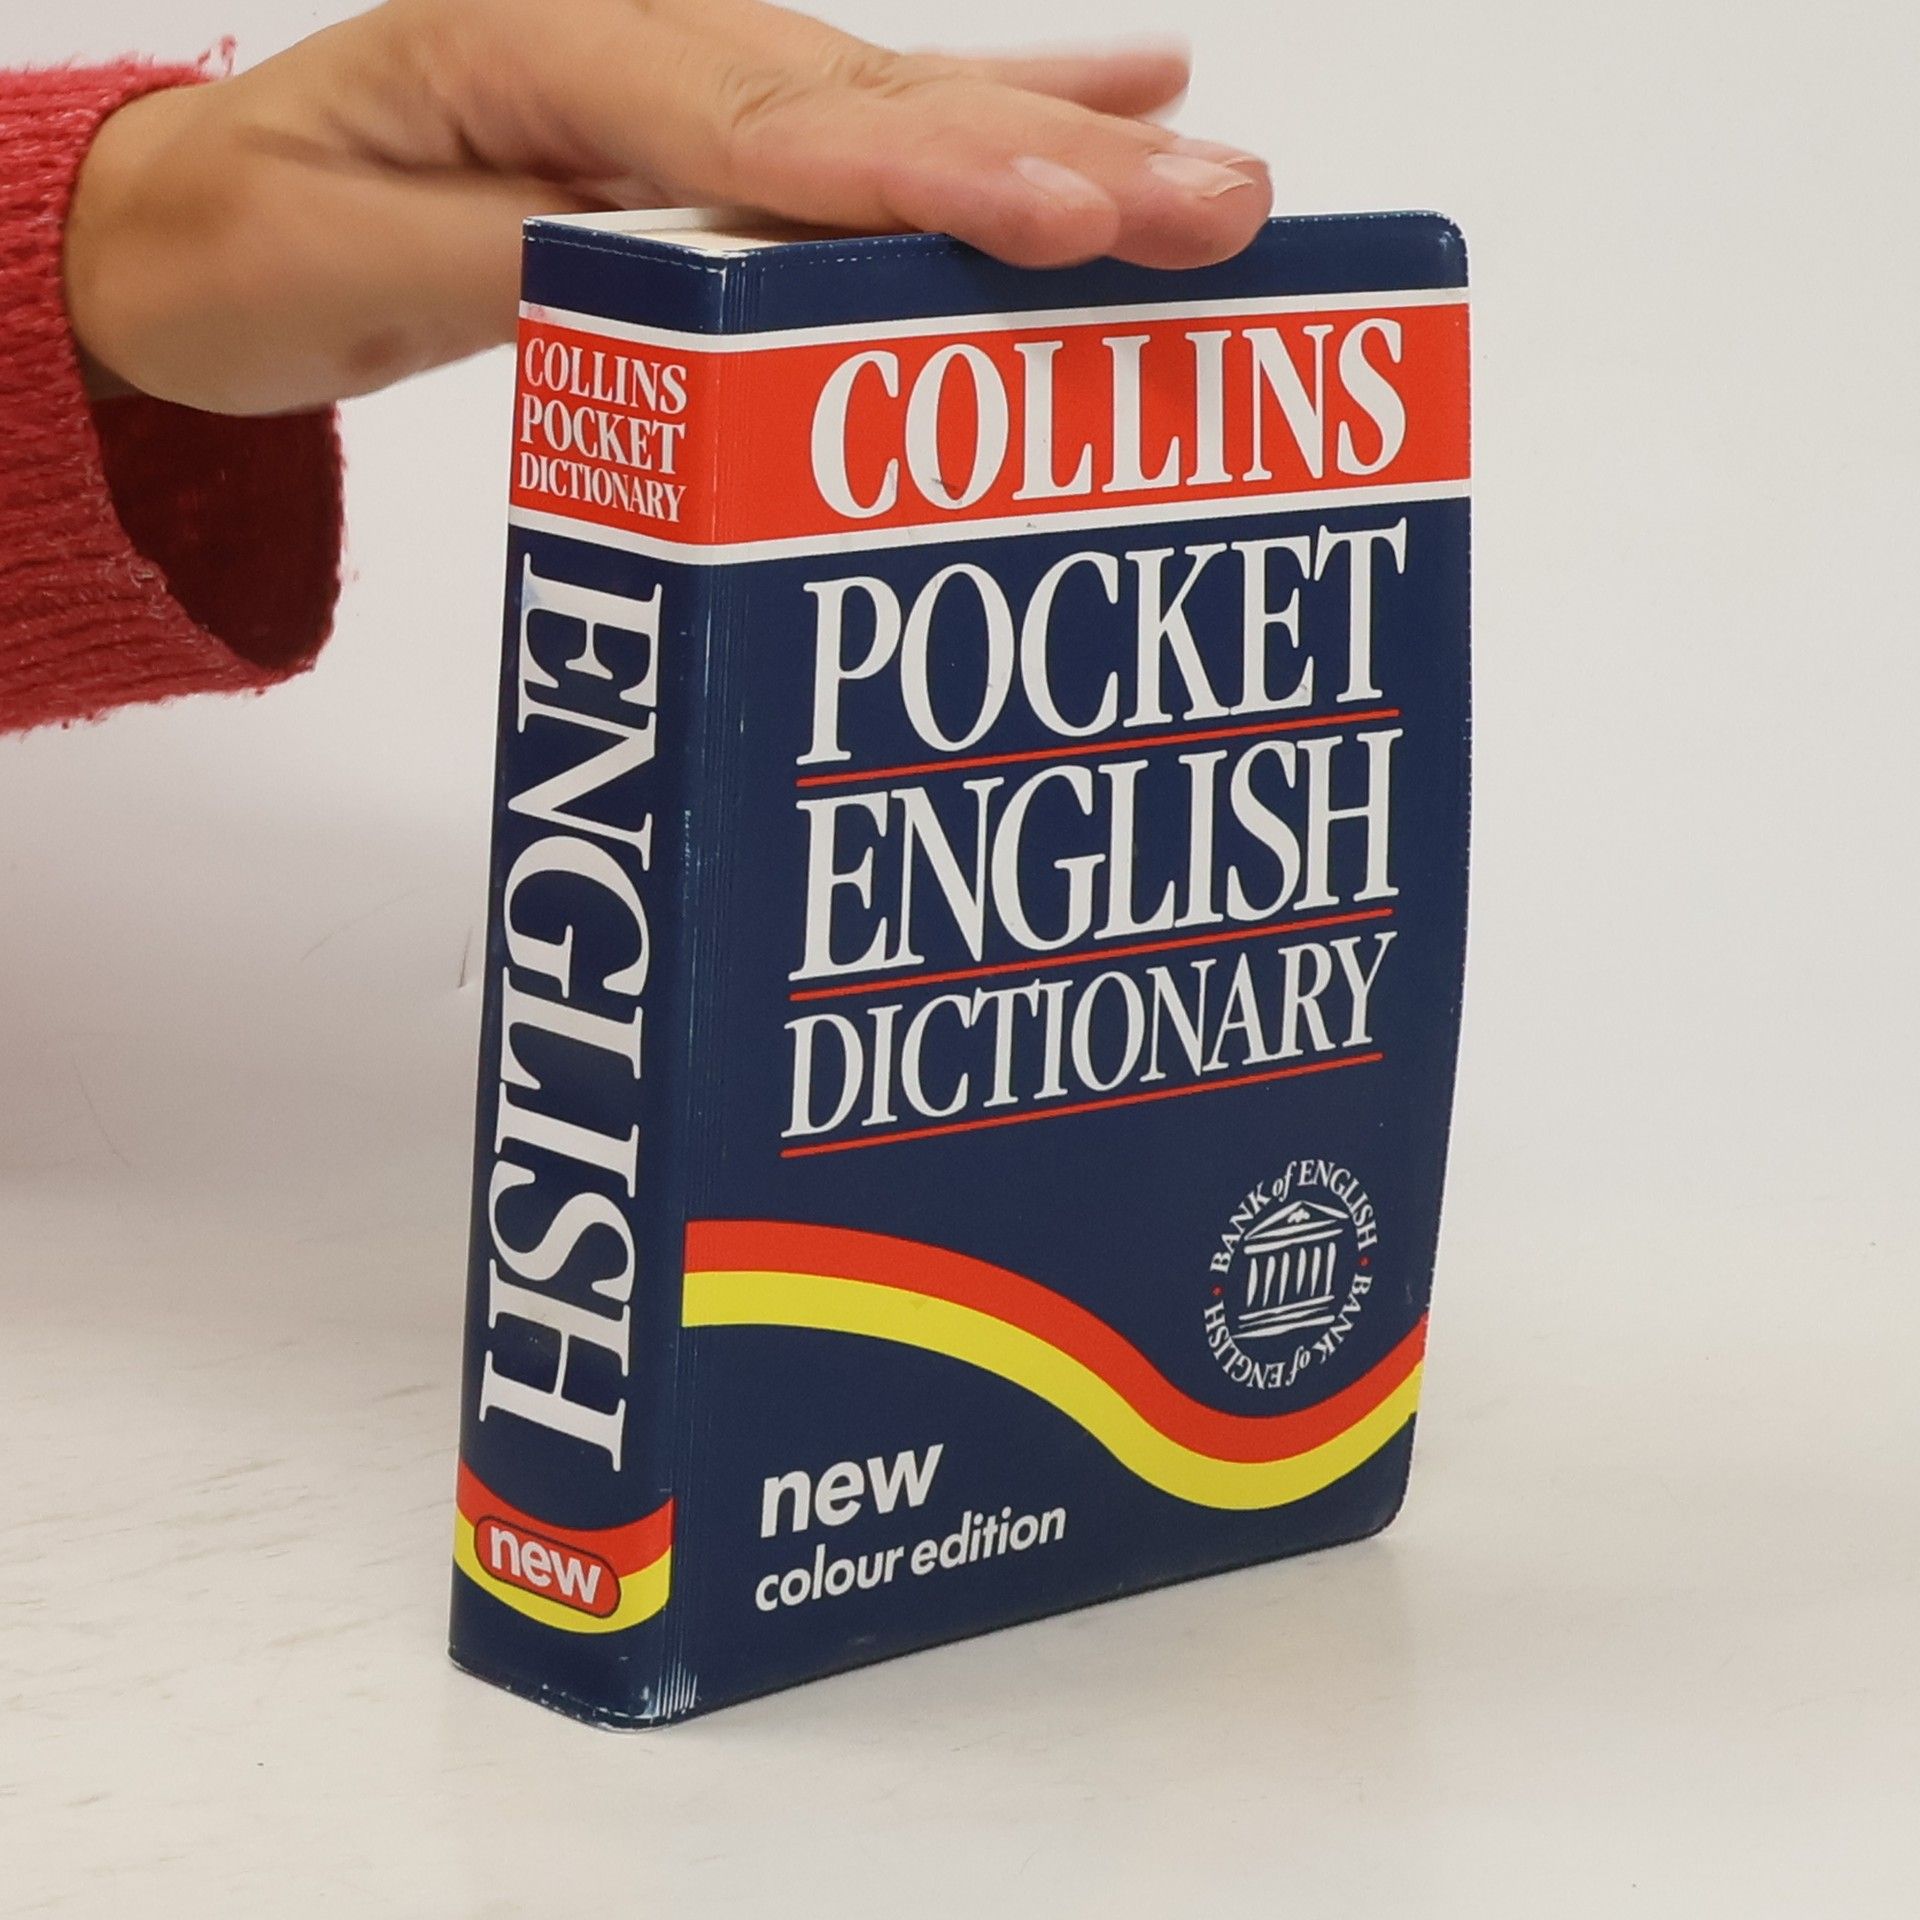 COLLINS
POCKET
DICTIONARY
ENGLISH
new
COLLINS
POCKET
ENGLISH
DICTIONARY
BANK of ENGLISH · BANK of ENGLISH ·
new
colour edition